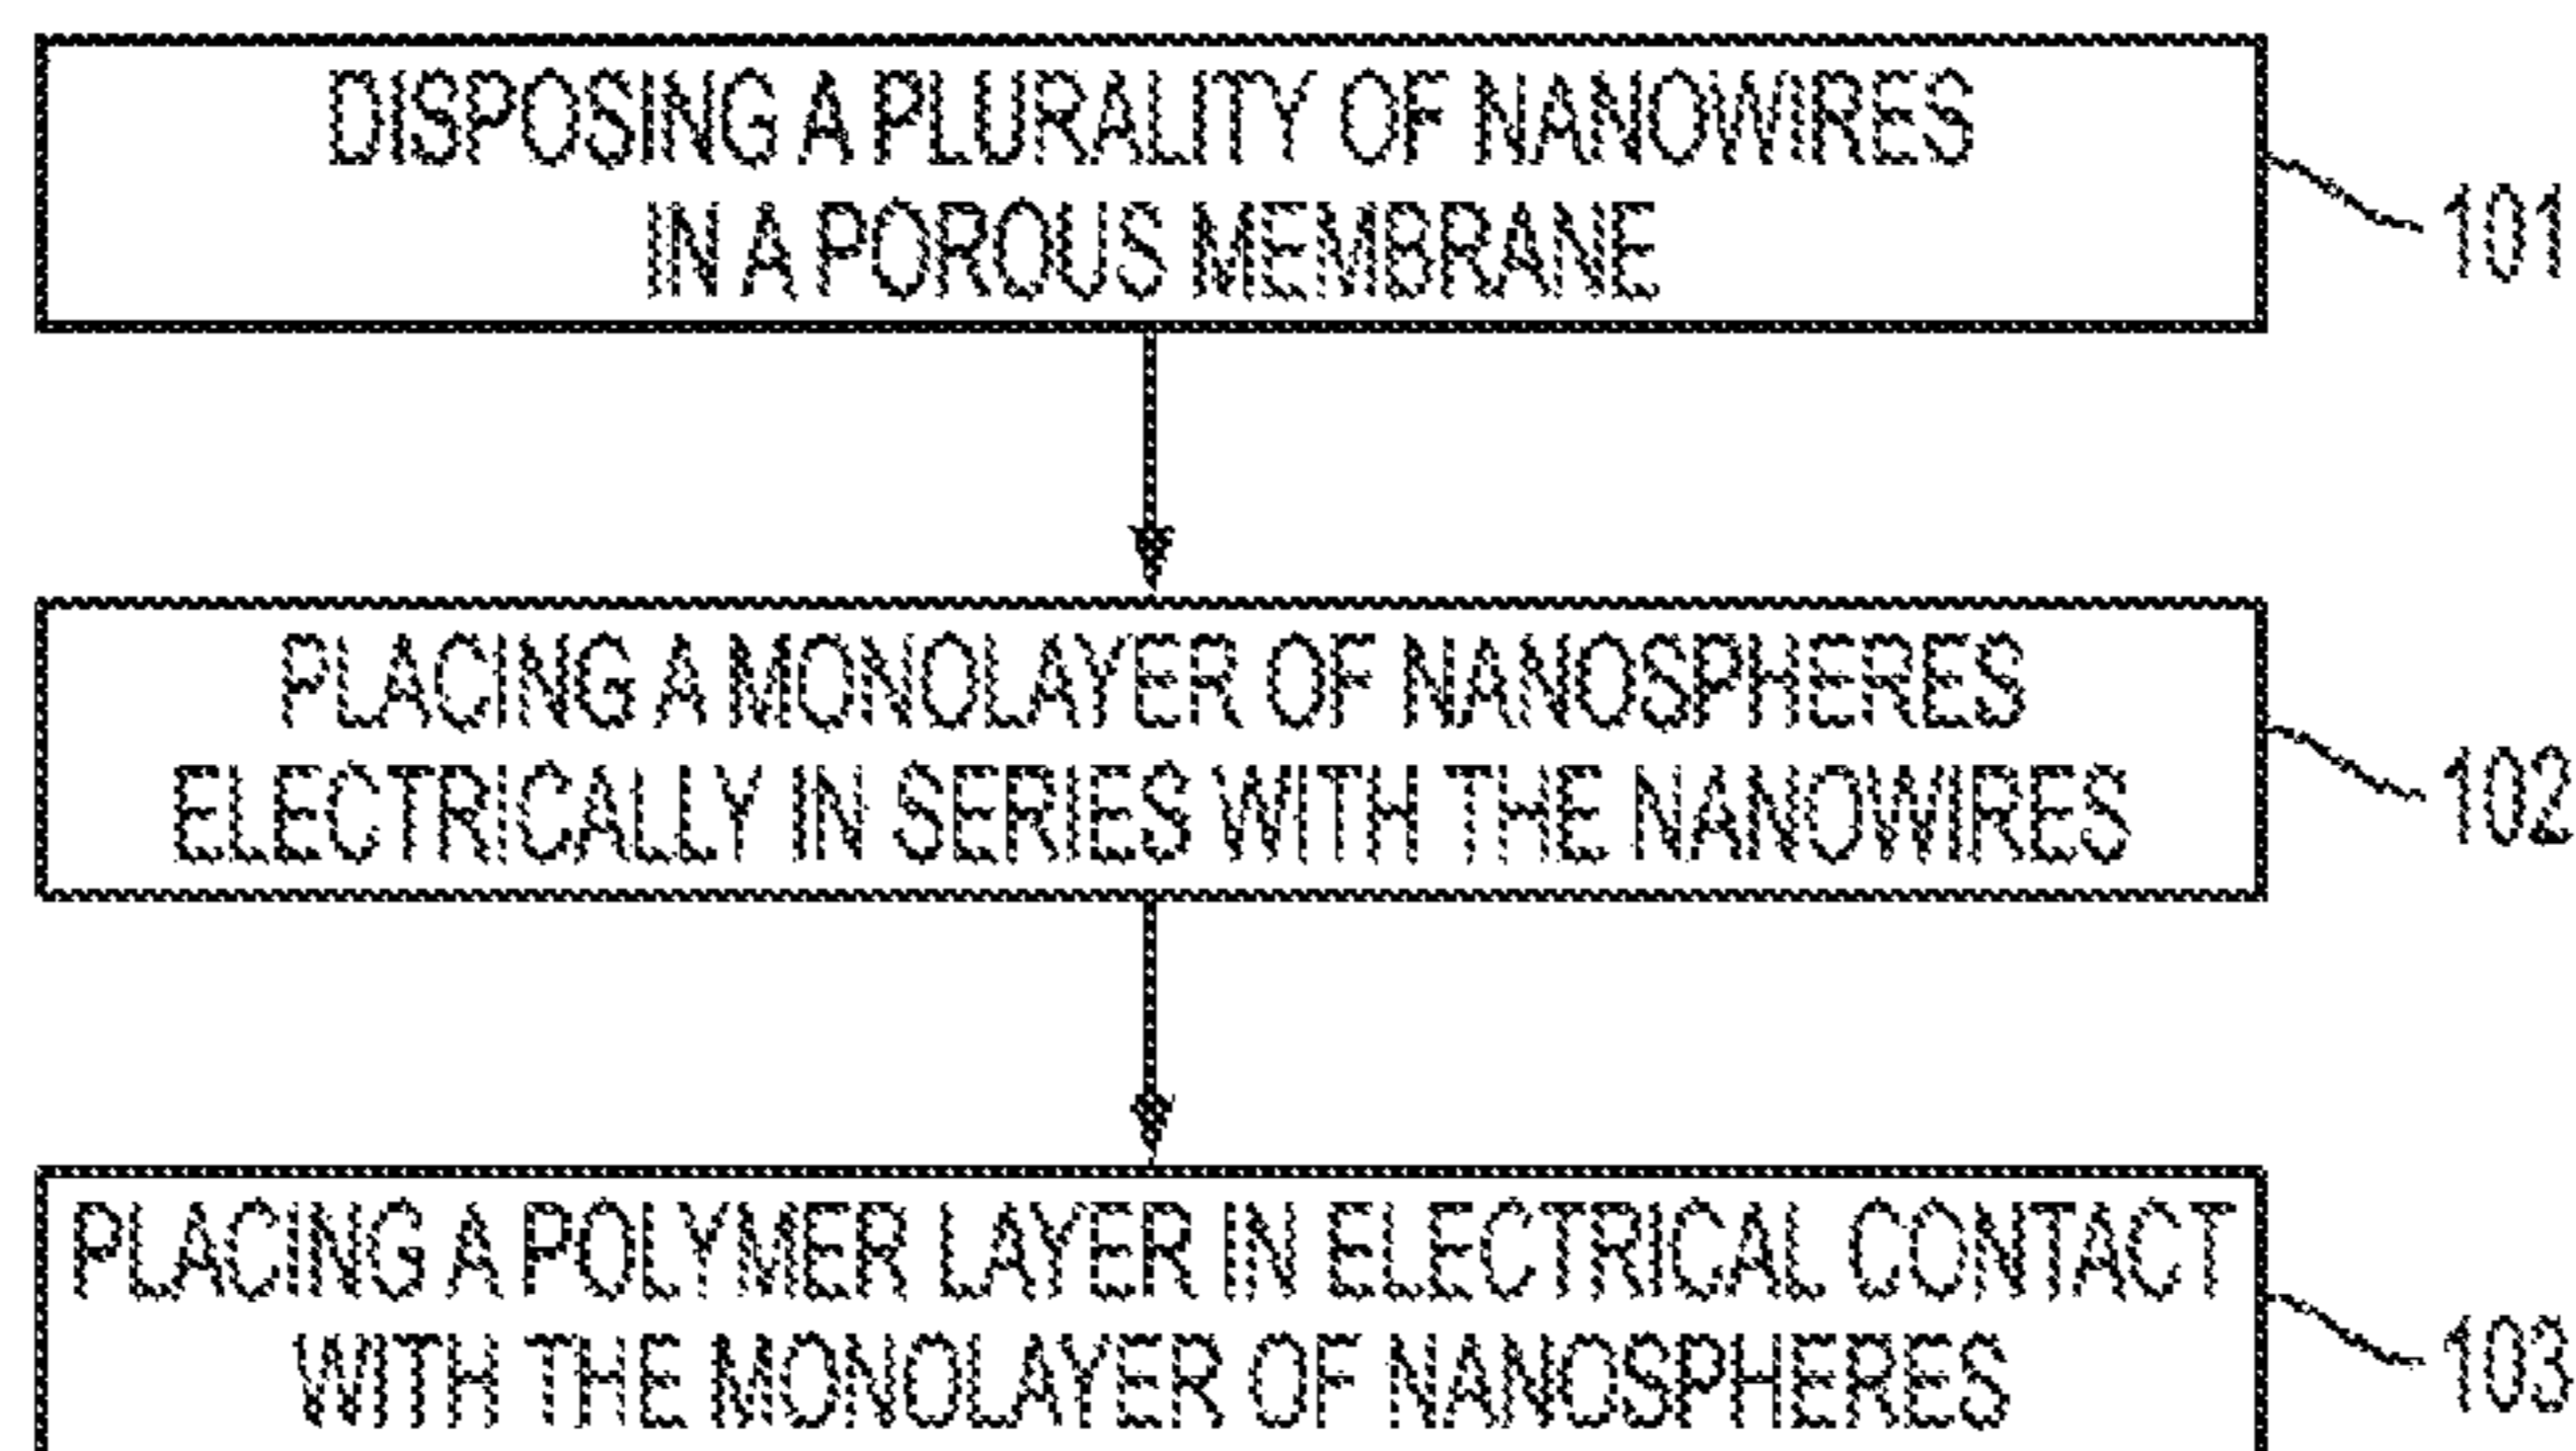 DISPOSING A PLURALITY OF NANOWIRES
IN A POROUS MEMBRANE
101
PLACING A MONOLAYER OF NANOSPHERES
ELECTRICALLY IN SERIES WITH THE NANOWIRES
102
PLACING A POLYMER LAYER IN ELECTRICAL CONTACT
WITH THE MONOLAYER OF NANOSPHERES
103